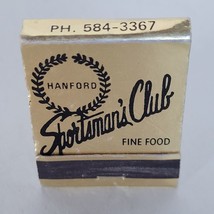 PH. 584-3367
HANFORD
Sportsman's Club
FINE FOOD